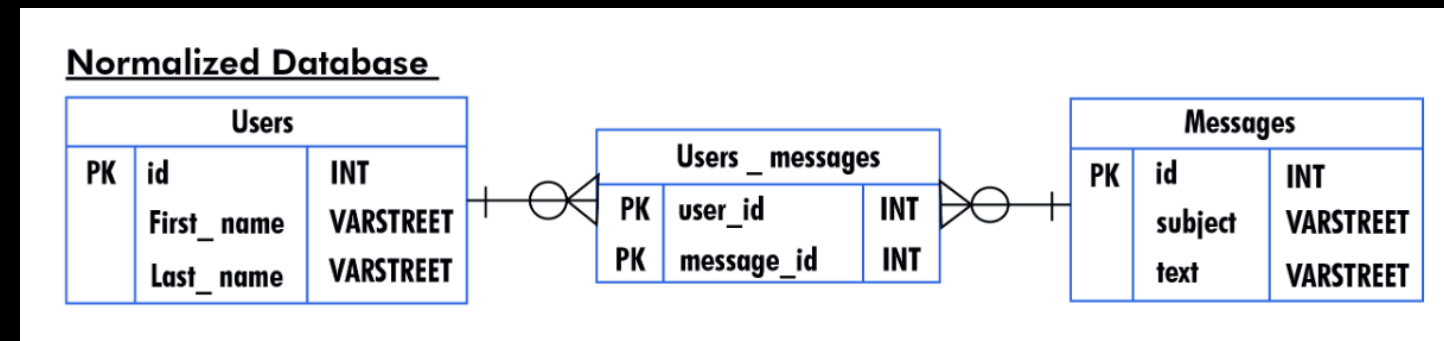 Normalized Database
Users
PK id INT
First_ name VARSTREET
Last_ name VARSTREET
Users _ messages
PK user_id INT
PK message_id INT
Messages
PK id INT
subject VARSTREET
text VARSTREET